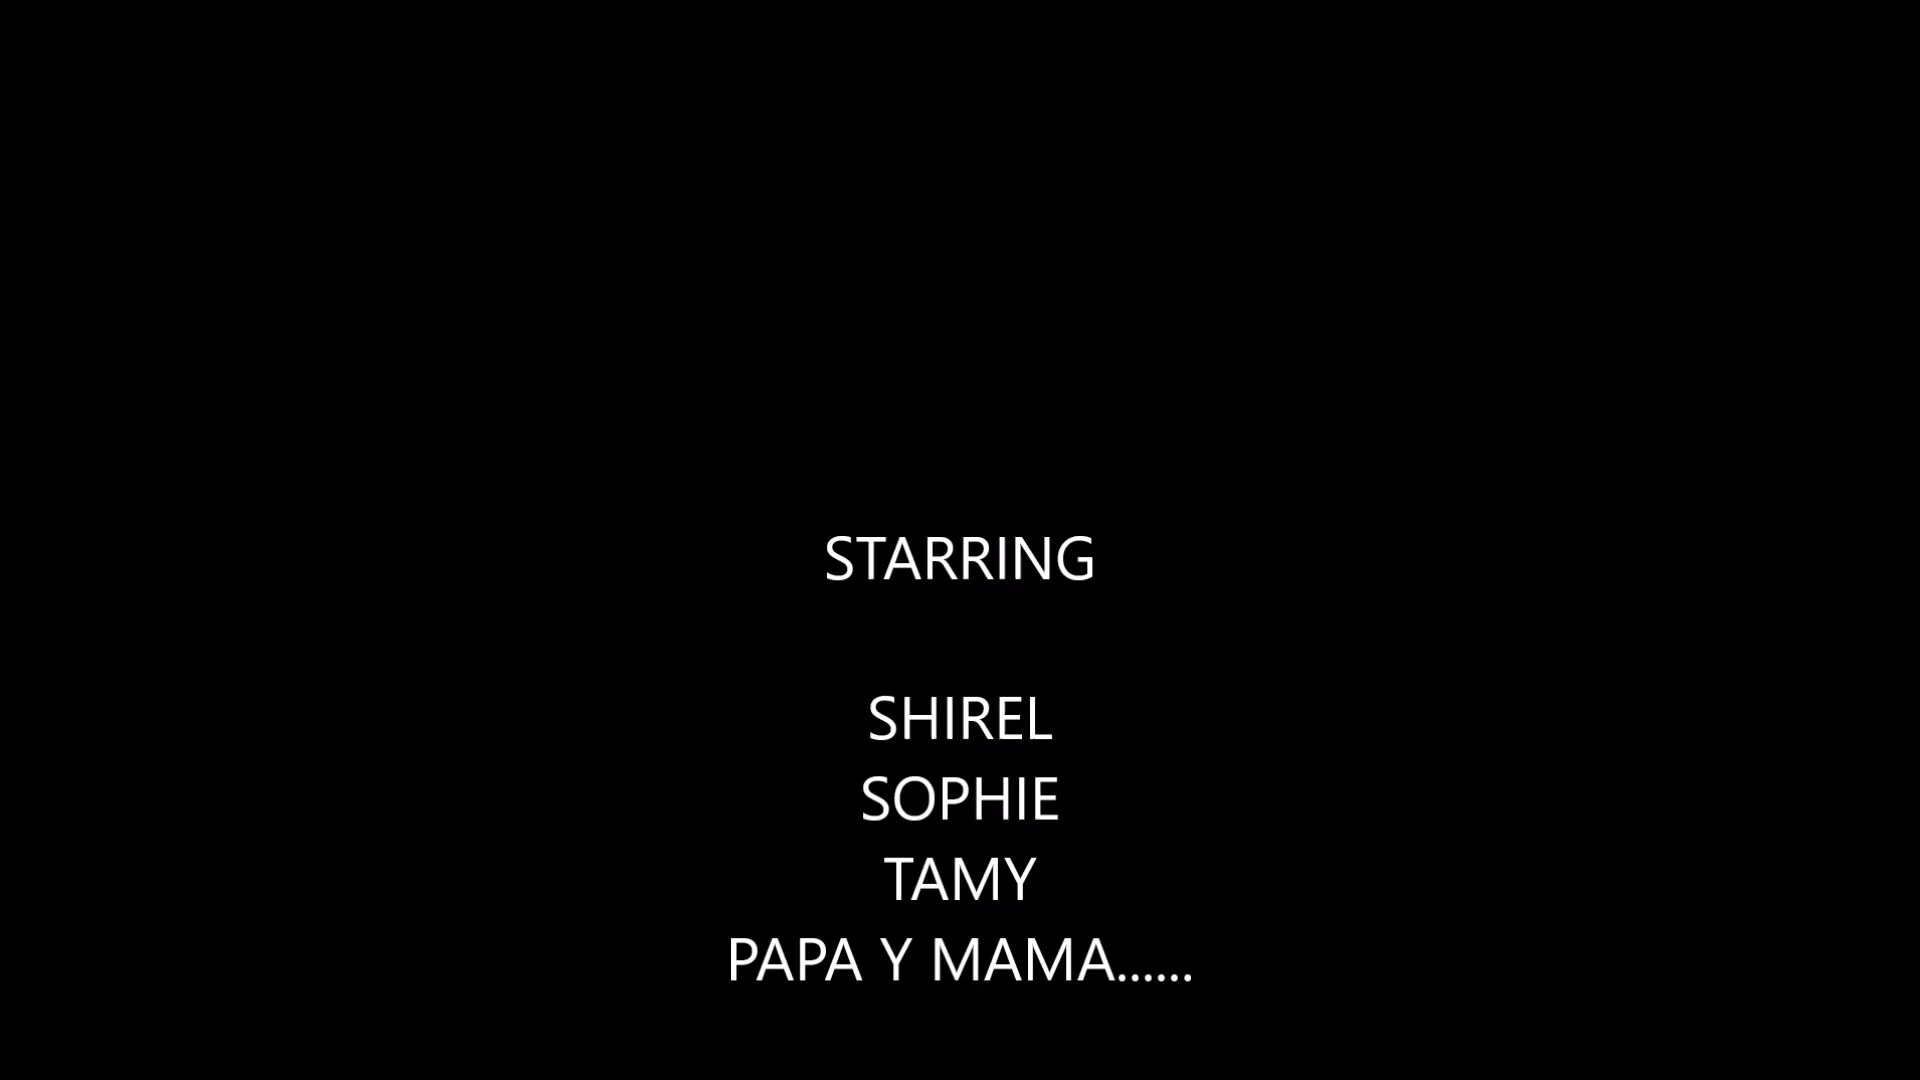 STARRING
SHIREL
SOPHIE
TAMY
PAPA Y MAMA......